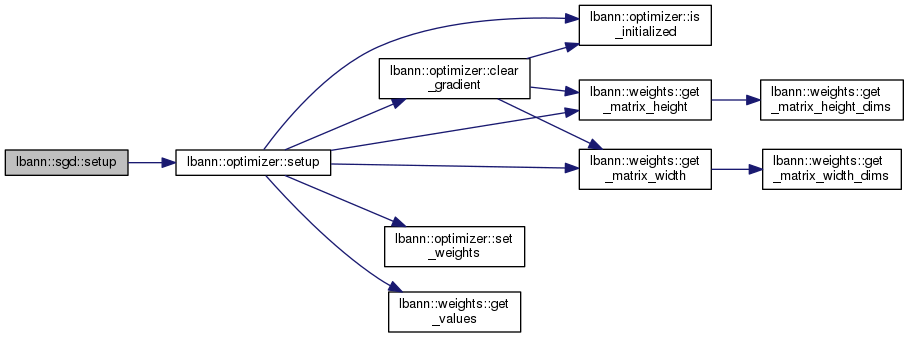 lbann::sgd::setup
lbann::optimizer::setup
lbann::optimizer::clear
_gradient
lbann::optimizer::is
_initialized
lbann::weights::get
_matrix_height
lbann::weights::get
_matrix_height_dims
lbann::weights::get
_matrix_width
lbann::weights::get
_matrix_width_dims
lbann::optimizer::set
_weights
lbann::weights::get
_values